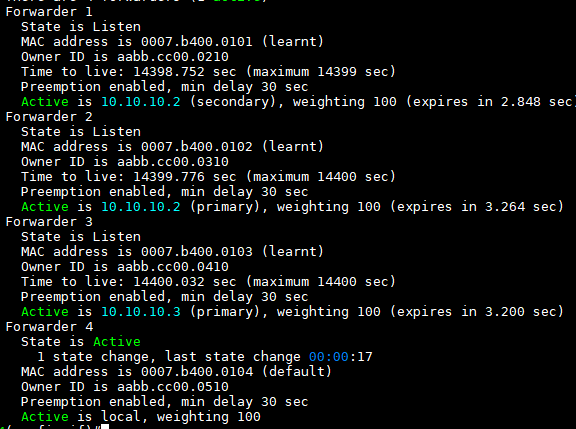 Forwarder 1
State is Listen
MAC address is 0007.b400.0101 (learnt)
Owner ID is aabb.cc00.0210
Time to live: 14398.752 sec (maximum 14399 sec)
Preemption enabled, min delay 30 sec
Active is 10.10.10.2 (secondary), weighting 100 (expires in 2.848 sec
Forwarder 2
State is Listen
MAC address is 0007.b400.0102 (learnt)
Owner ID is aabb.cc00.0310
Time to live: 14399.776 sec (maximum 14400 sec)
Preemption enabled, min delay 30 sec
Active is 10.10.10.2 (primary), weighting 100 (expires in 3.264 sec)
Forwarder 3
State is Listen
MAC address is 0007.b400.0103 (learnt)
Owner ID is aabb.cc00.0410
Time to live: 14400.032 sec (maximum 14400 sec)
Preemption enabled, min delay 30 sec
Active is 10.10.10.3 (primary), weighting 100 (expires in 3.200 sec)
Forwarder 4
State is Active
1 state change, last state change 00:00:17
MAC address is 0007.b400.0104 (default)
Owner ID is aabb.cc00.0510
Preemption enabled, min delay 30 sec
Active is local, weighting 100